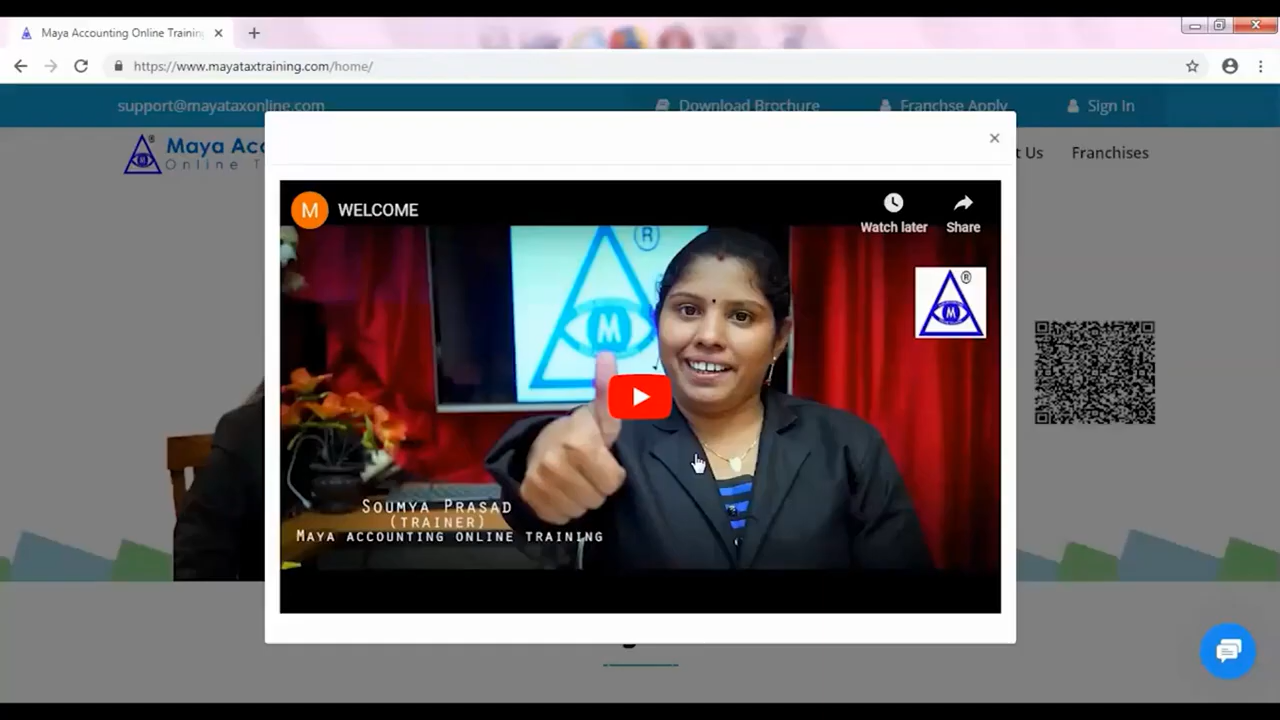 Maya Accounting Online Trainin
https://www.mayataxtraining.com/home/
support@mayataxonline.com
Download Brochure
Franchse Apply
Sign In
Maya Acc
Online T
t Us
Franchises
M
WELCOME
Watch later
Share
®
M
®
M
SOUMYA PRASAD
(TRAINER)
MAYA ACCOUNTING ONLINE TRAINING